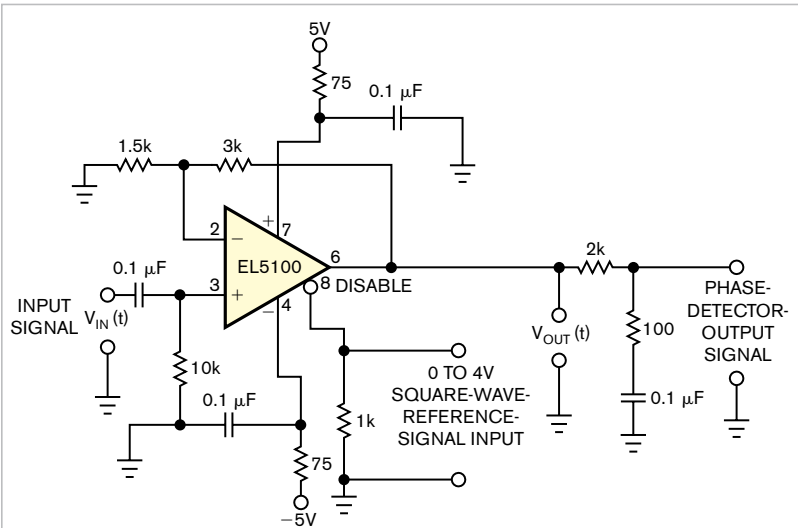 5V
75
0.1 μF
1.5k
3k
2
−
+
7
6
EL5100
0.1 μF
3
+
8
DISABLE
−
4
INPUT
SIGNAL
VIN (t)
10k
0.1 μF
75
−5V
1k
0 TO 4V
SQUARE-WAVE-
REFERENCE-
SIGNAL INPUT
VOUT (t)
2k
100
0.1 μF
PHASE-
DETECTOR-
OUTPUT
SIGNAL